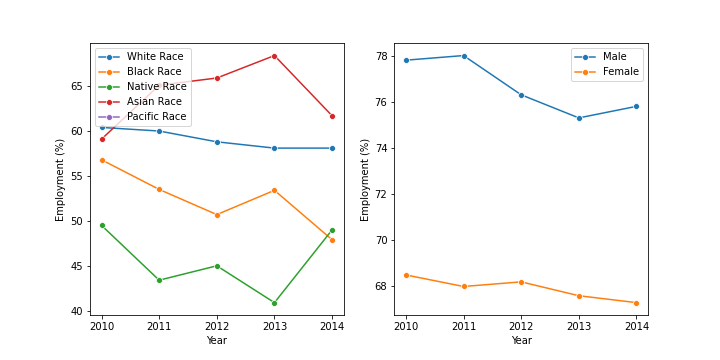 White Race
Black Race
Native Race
Asian Race
Pacific Race
65
60
55
50
45
40
Employment (%)
2010 2011 2012 2013 2014
Year
Male
Female
78
76
74
72
70
68
Employment (%)
2010 2011 2012 2013 2014
Year